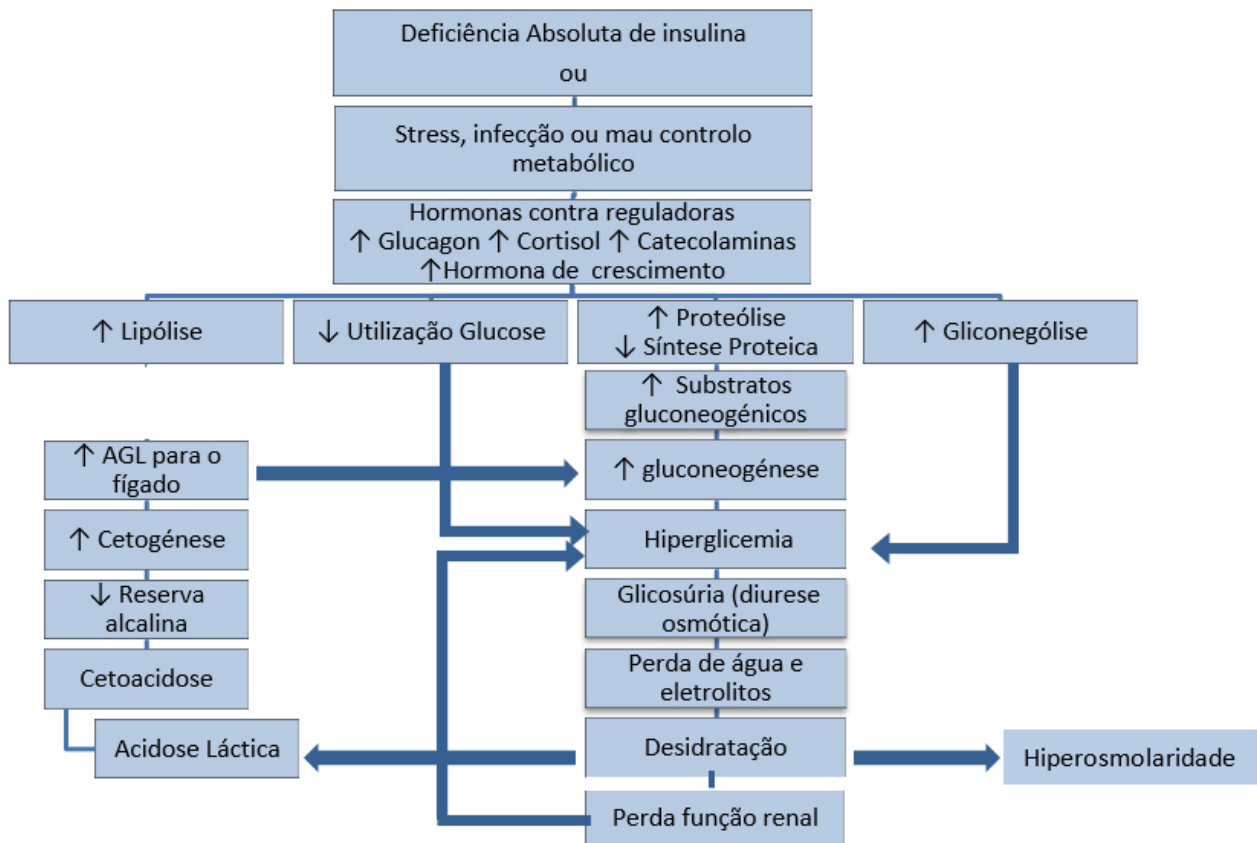 Deficiência Absoluta de insulina
ou
Stress, infecção ou mau controlo
metabólico
Hormonas contra reguladoras
↑ Glucagon ↑ Cortisol ↑ Catecolaminas
↑Hormona de crescimento
↑ Lipólise
↓ Utilização Glucose
↑ Proteólise
↓ Síntese Proteica
↑ Gliconególise
↑ Substratos
gluconeogénicos
↑ AGL para o
fígado
↑ gluconeogénese
↑ Cetogénese
Hiperglicemia
↓ Reserva
alcalina
Glicosúria (diurese
osmótica)
Cetoacidose
Perda de água e
eletrolitos
Acidose Láctica
Desidratação
Hiperosmolaridade
Perda função renal